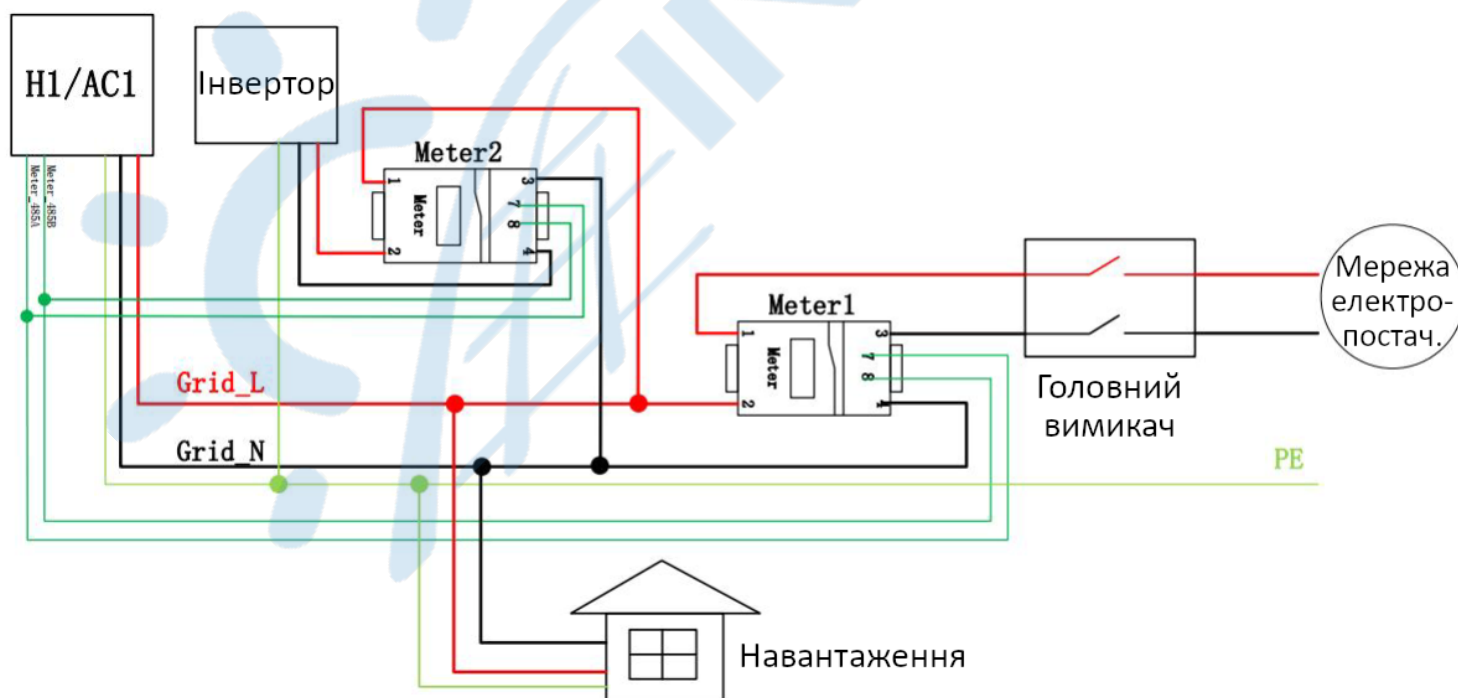 H1/AC1
Інвертор
Meter_485A
Meter_485B
Meter2
1
2
Meter
3
7
8
4
Meter1
1
2
Meter
3
7
8
4
Мережа
електро-
постач.
Головний
вимикач
Grid_L
Grid_N
PE
Навантаження